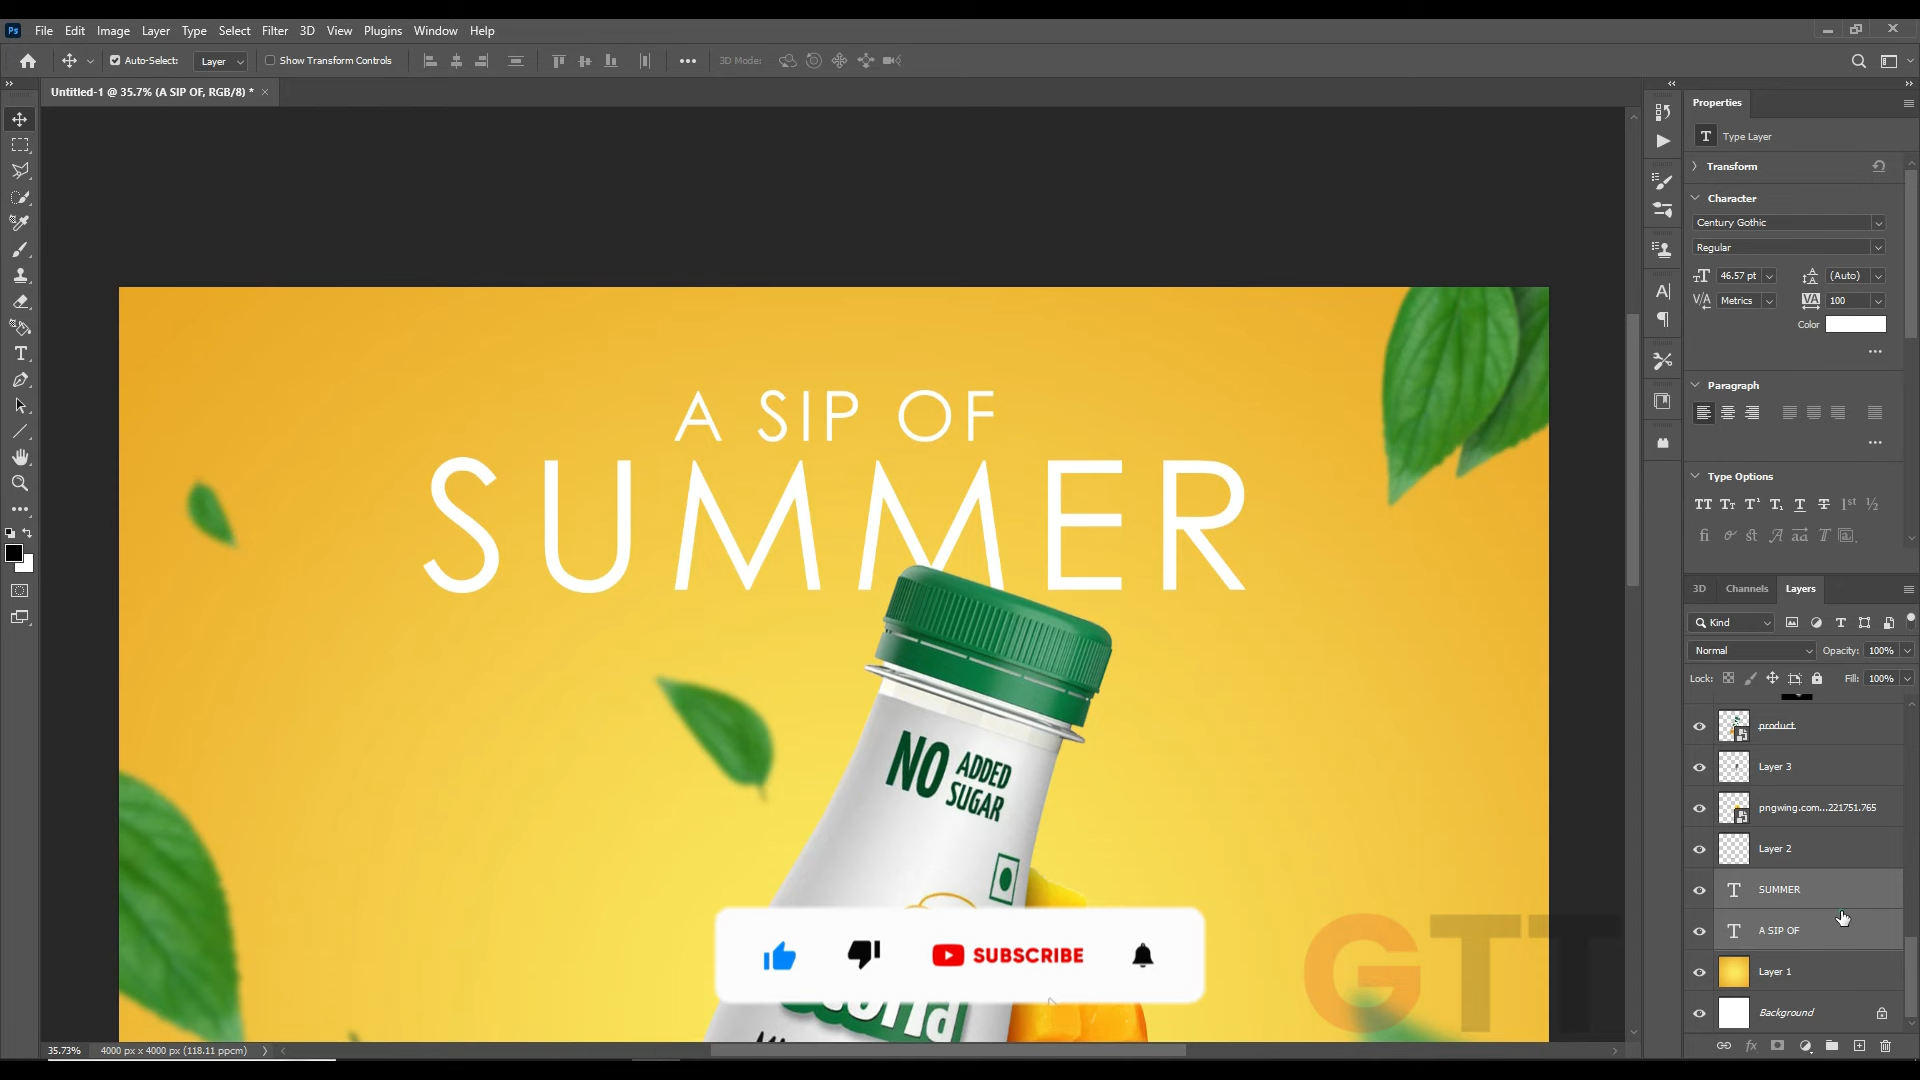 Ps File Edit Image Layer Type Select Filter 3D View Plugins Window Help
Auto-Select: Layer Show Transform Controls 3D Mode:
Untitled-1 @ 35.7% (A SIP OF, RGB/8) *
Properties
T Type Layer
Transform
Character
Century Gothic
Regular
46.57 pt (Auto)
Metrics 100
Color
Paragraph
Type Options
3D Channels Layers
Kind
Normal Opacity: 100%
Lock: Fill: 100%
product
Layer 3
pngwing.com...221751.765
Layer 2
SUMMER
A SIP OF
Layer 1
Background
A SIP OF
SUMMER
NO ADDED
SUGAR
SUBSCRIBE
GTT
35.73% 4000 px x 4000 px (118.11 ppcm)